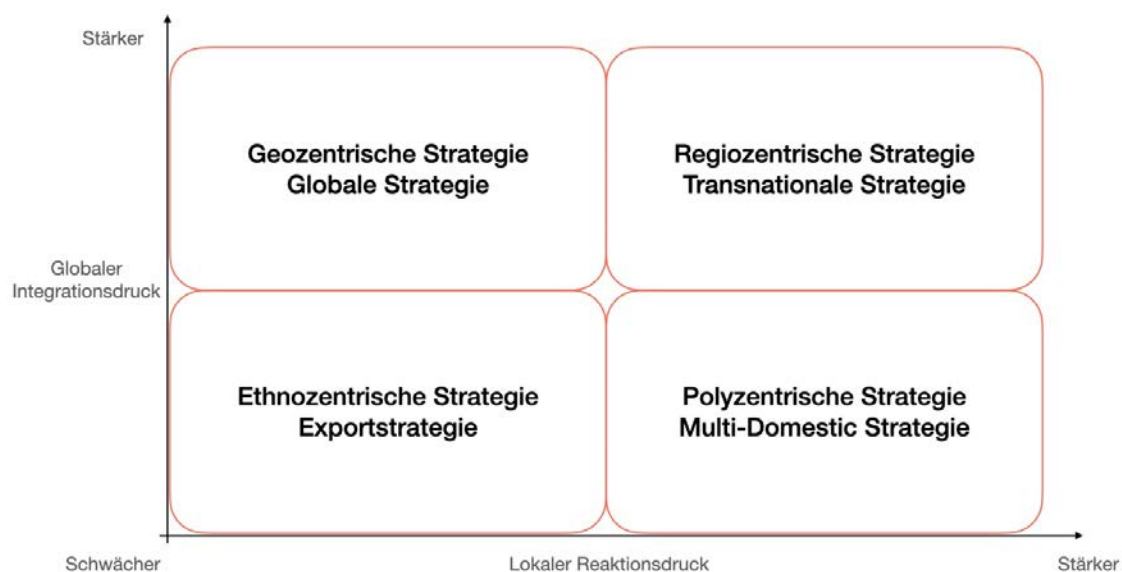 Stärker
Geozentrische Strategie
Globale Strategie
Regiozentrische Strategie
Transnationale Strategie
Globaler
Integrationsdruck
Ethnozentrische Strategie
Exportstrategie
Polyzentrische Strategie
Multi-Domestic Strategie
Schwächer
Lokaler Reaktionsdruck
Stärker